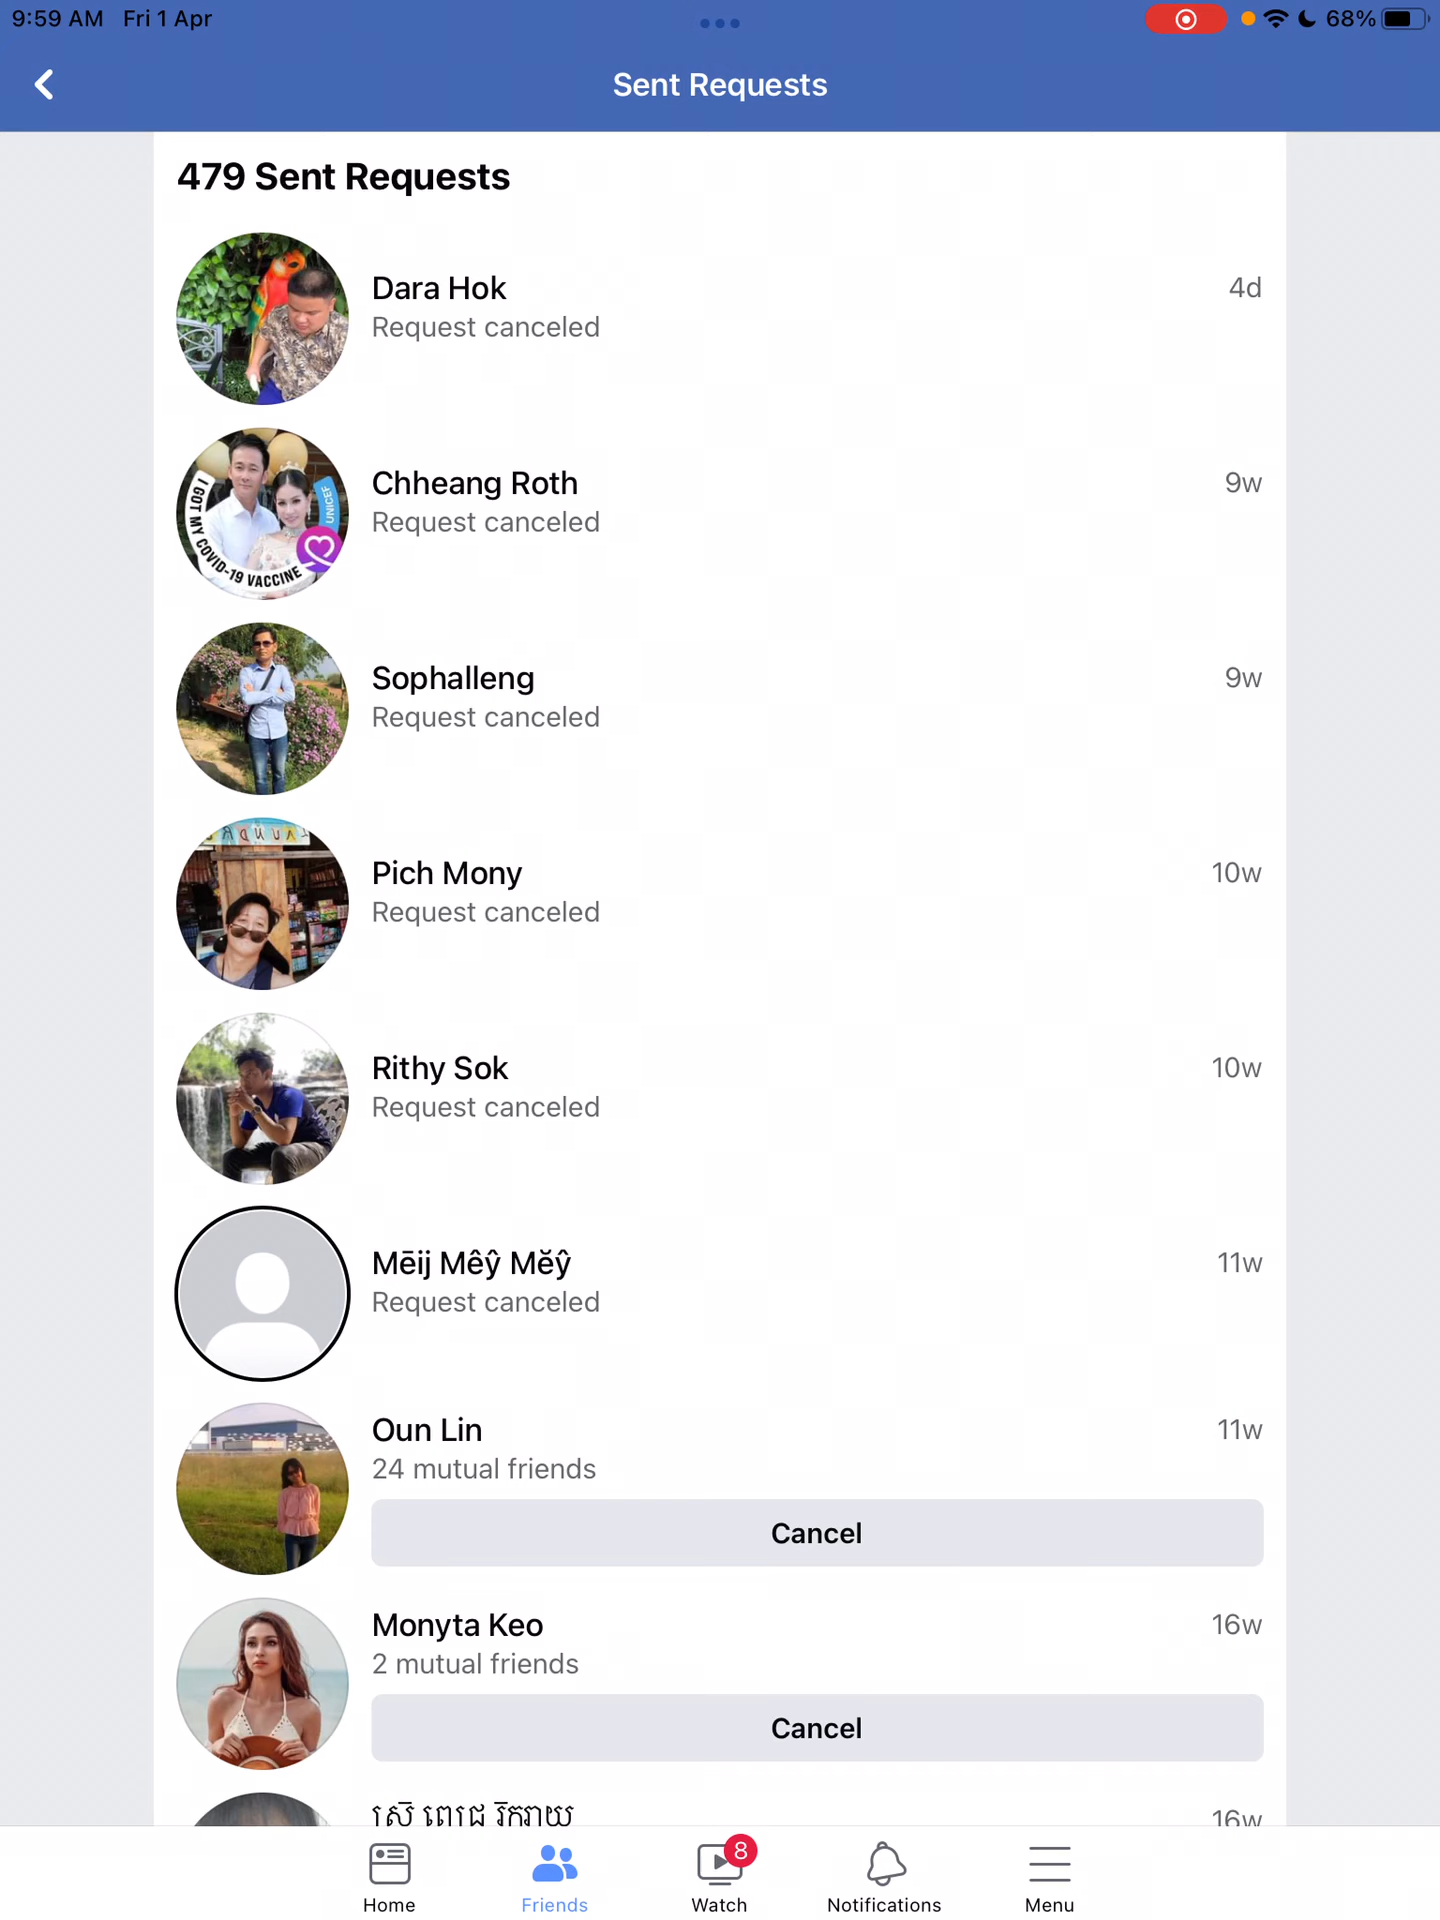 9:59 AM Fri 1 Apr
68%
Sent Requests
479 Sent Requests
Dara Hok 4d
Request canceled
I GOT MY COVID-19 VACCINE
UNICEF
Chheang Roth 9w
Request canceled
Sophalleng 9w
Request canceled
Pich Mony 10w
Request canceled
Rithy Sok 10w
Request canceled
Mēij Mêŷ Mĕŷ 11w
Request canceled
Oun Lin 11w
24 mutual friends
Cancel
Monyta Keo 16w
2 mutual friends
Cancel
16w
8
Home Friends Watch Notifications Menu